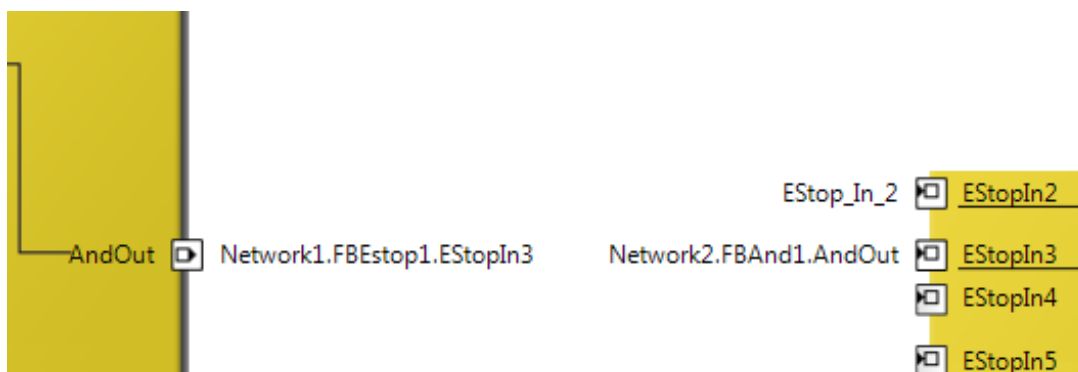 EStop_In_2 EStopIn2
AndOut Network1.FBEstop1.EStopIn3 Network2.FBAnd1.AndOut EStopIn3
EStopIn4
EStopIn5